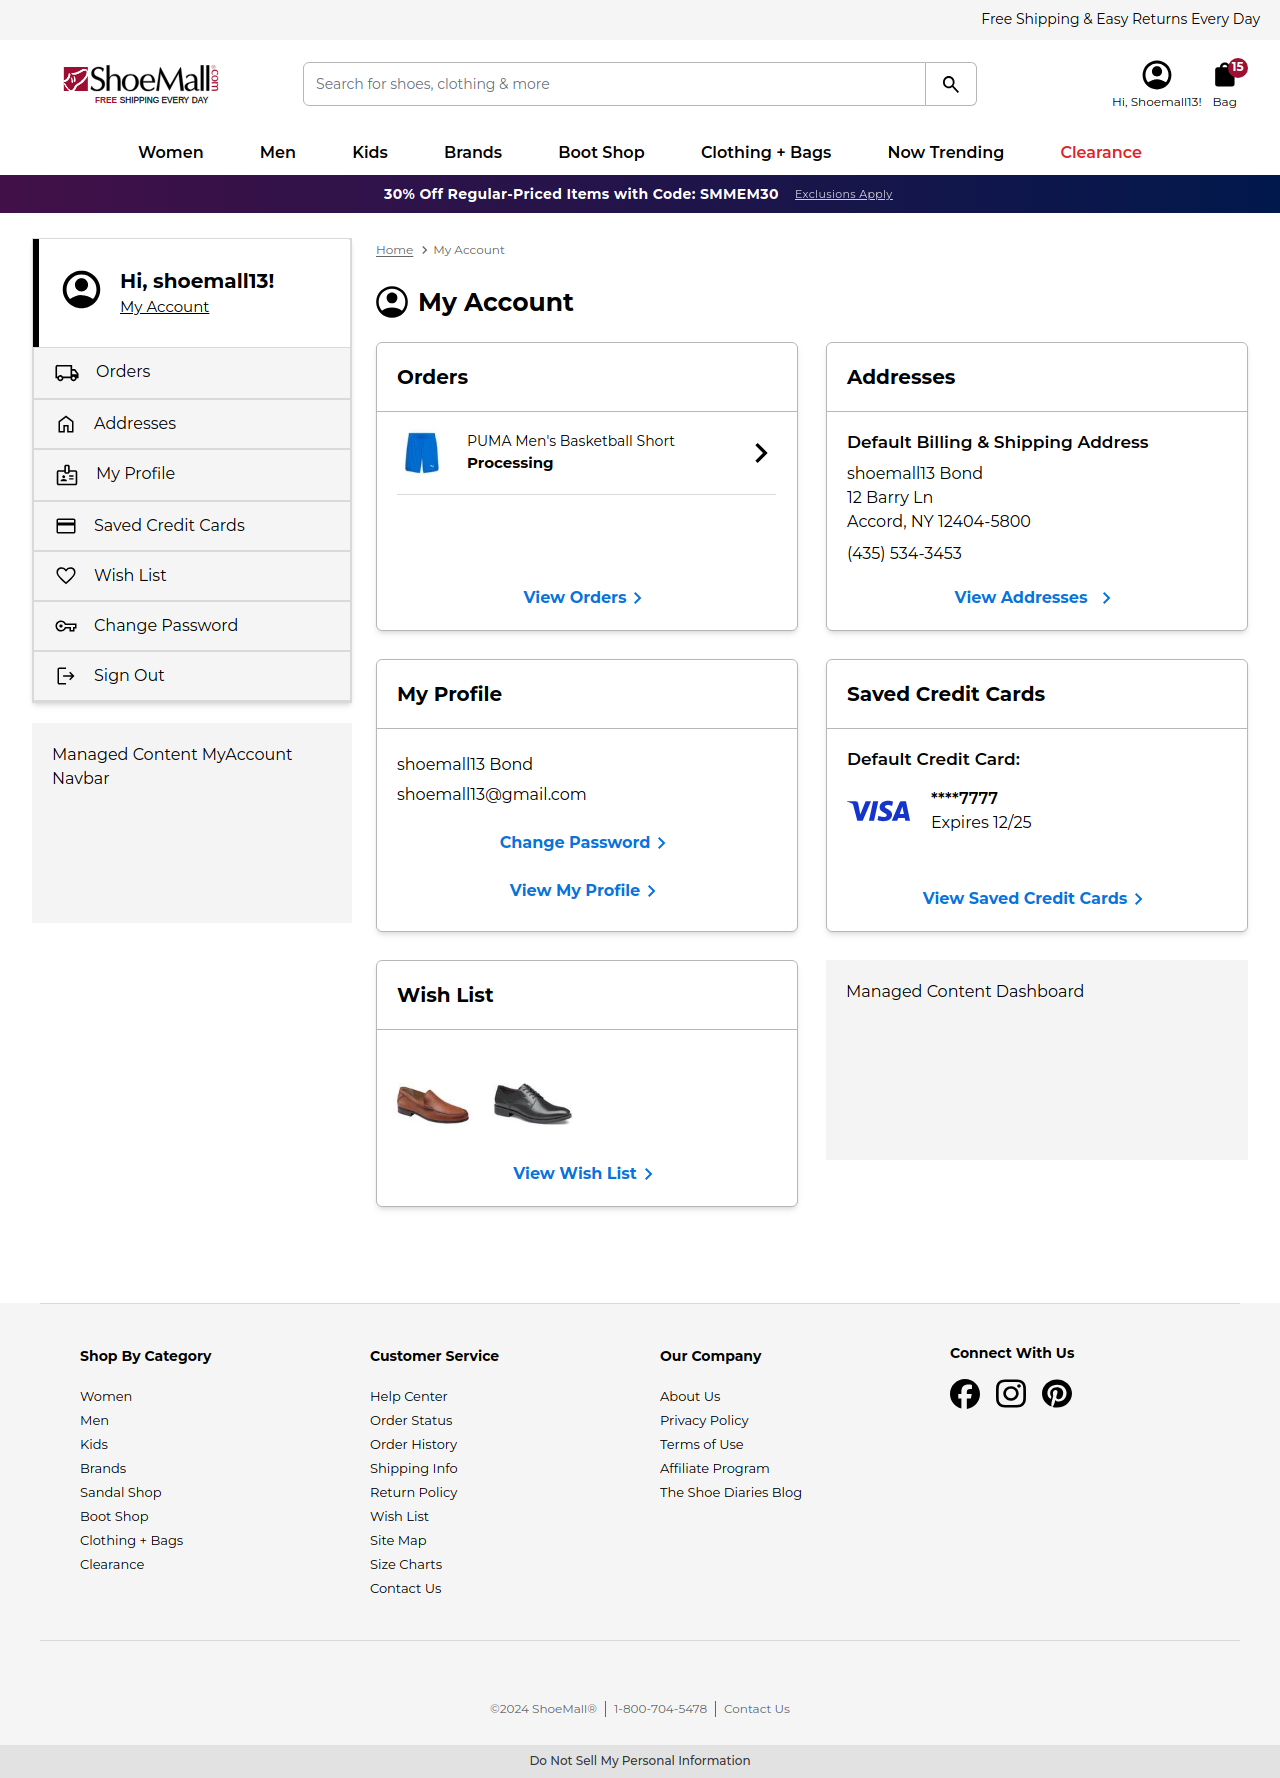 Free Shipping & Easy Returns Every Day
ShoeMall.com
FREE SHIPPING EVERY DAY
Search for shoes, clothing & more
15
Hi, Shoemall13!
Bag
Women
Men
Kids
Brands
Boot Shop
Clothing + Bags
Now Trending
Clearance
30% Off Regular-Priced Items with Code: SMMEM30
Exclusions Apply
Hi, shoemall13!
My Account
Orders
Addresses
My Profile
Saved Credit Cards
Wish List
Change Password
Sign Out
Managed Content MyAccount
Navbar
Home
My Account
My Account
Orders
PUMA Men's Basketball Short
Processing
View Orders
Addresses
Default Billing & Shipping Address
shoemall13 Bond
12 Barry Ln
Accord, NY 12404-5800
(435) 534-3453
View Addresses
My Profile
shoemall13 Bond
shoemall13@gmail.com
Change Password
View My Profile
Saved Credit Cards
Default Credit Card:
VISA
****7777
Expires 12/25
View Saved Credit Cards
Wish List
View Wish List
Managed Content Dashboard
Shop By Category
Women
Men
Kids
Brands
Sandal Shop
Boot Shop
Clothing + Bags
Clearance
Customer Service
Help Center
Order Status
Order History
Shipping Info
Return Policy
Wish List
Site Map
Size Charts
Contact Us
Our Company
About Us
Privacy Policy
Terms of Use
Affiliate Program
The Shoe Diaries Blog
Connect With Us
©2024 ShoeMall®
1-800-704-5478
Contact Us
Do Not Sell My Personal Information